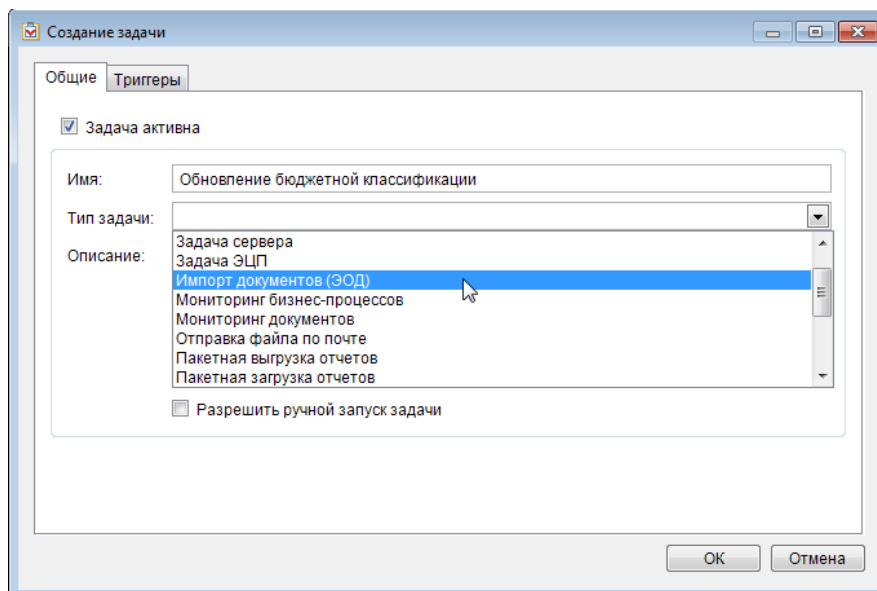 Создание задачи
Общие Триггеры
Задача активна
Имя: Обновление бюджетной классификации
Тип задачи:
Описание:
Задача сервера
Задача ЭЦП
Импорт документов (ЭОД)
Мониторинг бизнес-процессов
Мониторинг документов
Отправка файла по почте
Пакетная выгрузка отчетов
Пакетная загрузка отчетов
Разрешить ручной запуск задачи
ОК Отмена